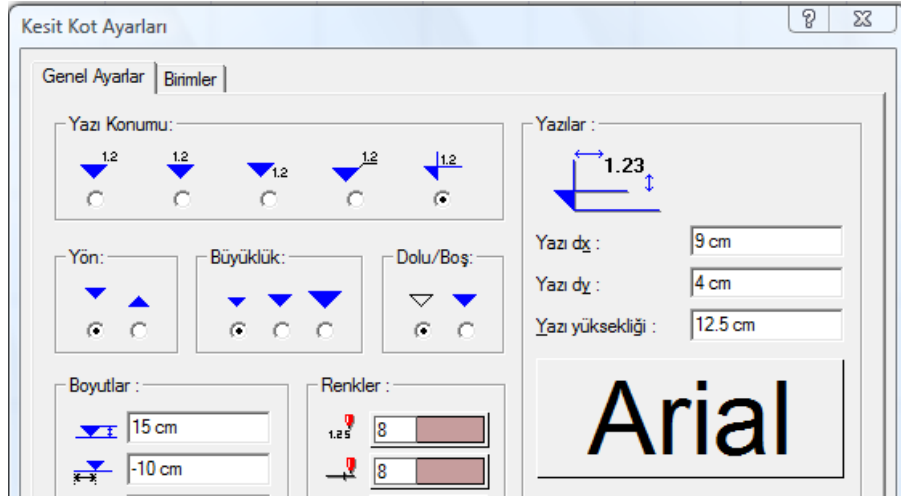 Kesit Kot Ayarları
Genel Ayarlar
Birimler
Yazı Konumu:
1.2
1.2
1.2
1.2
1.2
Yön:
Büyüklük:
Dolu/Boş:
Boyutlar :
15 cm
-10 cm
Renkler :
1.25
8
8
Yazılar :
1.23
Yazı dx :
9 cm
Yazı dy :
4 cm
Yazı yüksekliği :
12.5 cm
Arial